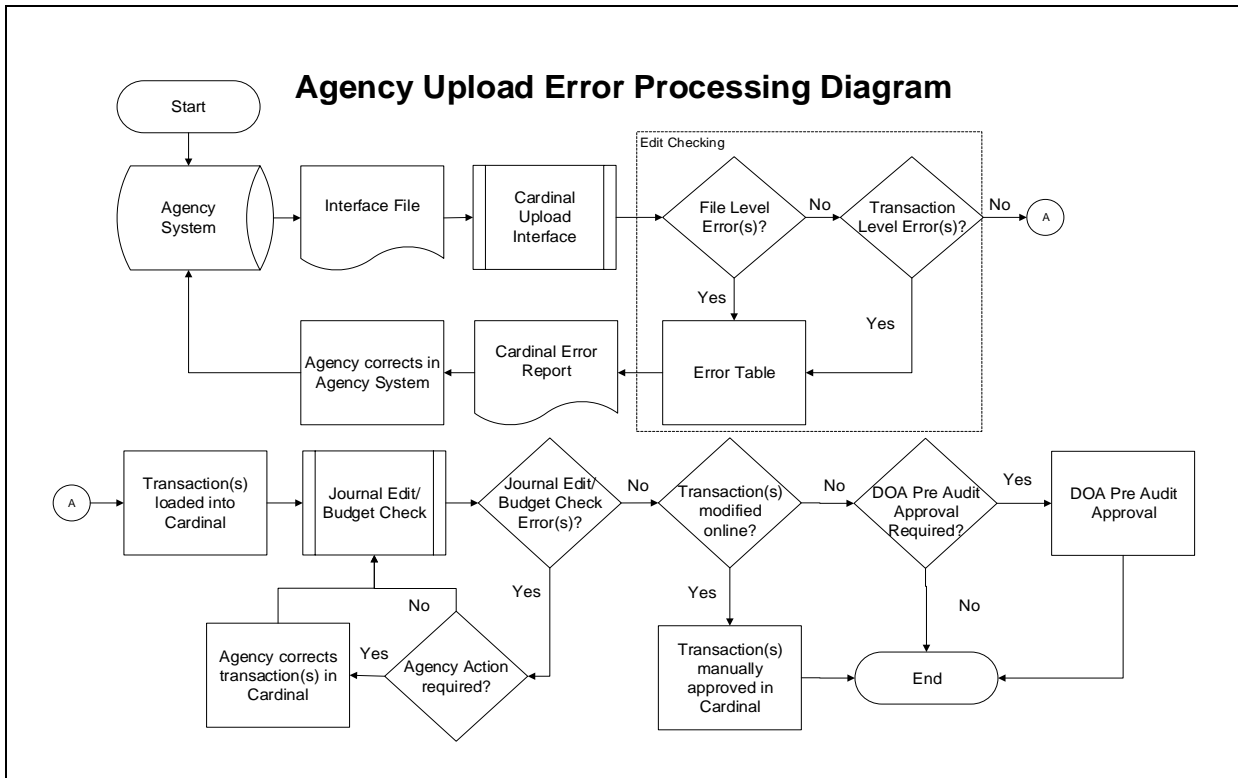 Agency Upload Error Processing Diagram
Start
Edit Checking
Agency
System
Interface File
Cardinal
Upload
Interface
File Level
Error(s)?
No
Transaction
Level Error(s)?
No
A
Yes
Yes
Agency corrects in
Agency System
Cardinal Error
Report
Error Table
A
Transaction(s)
loaded into
Cardinal
Journal Edit/
Budget Check
Journal Edit/
Budget Check
Error(s)?
No
Transaction(s)
modified
online?
No
DOA Pre Audit
Approval
Required?
Yes
DOA Pre Audit
Approval
No
Yes
Yes
No
Agency corrects
transaction(s) in
Cardinal
Yes
Agency Action
required?
Transaction(s)
manually
approved in
Cardinal
End